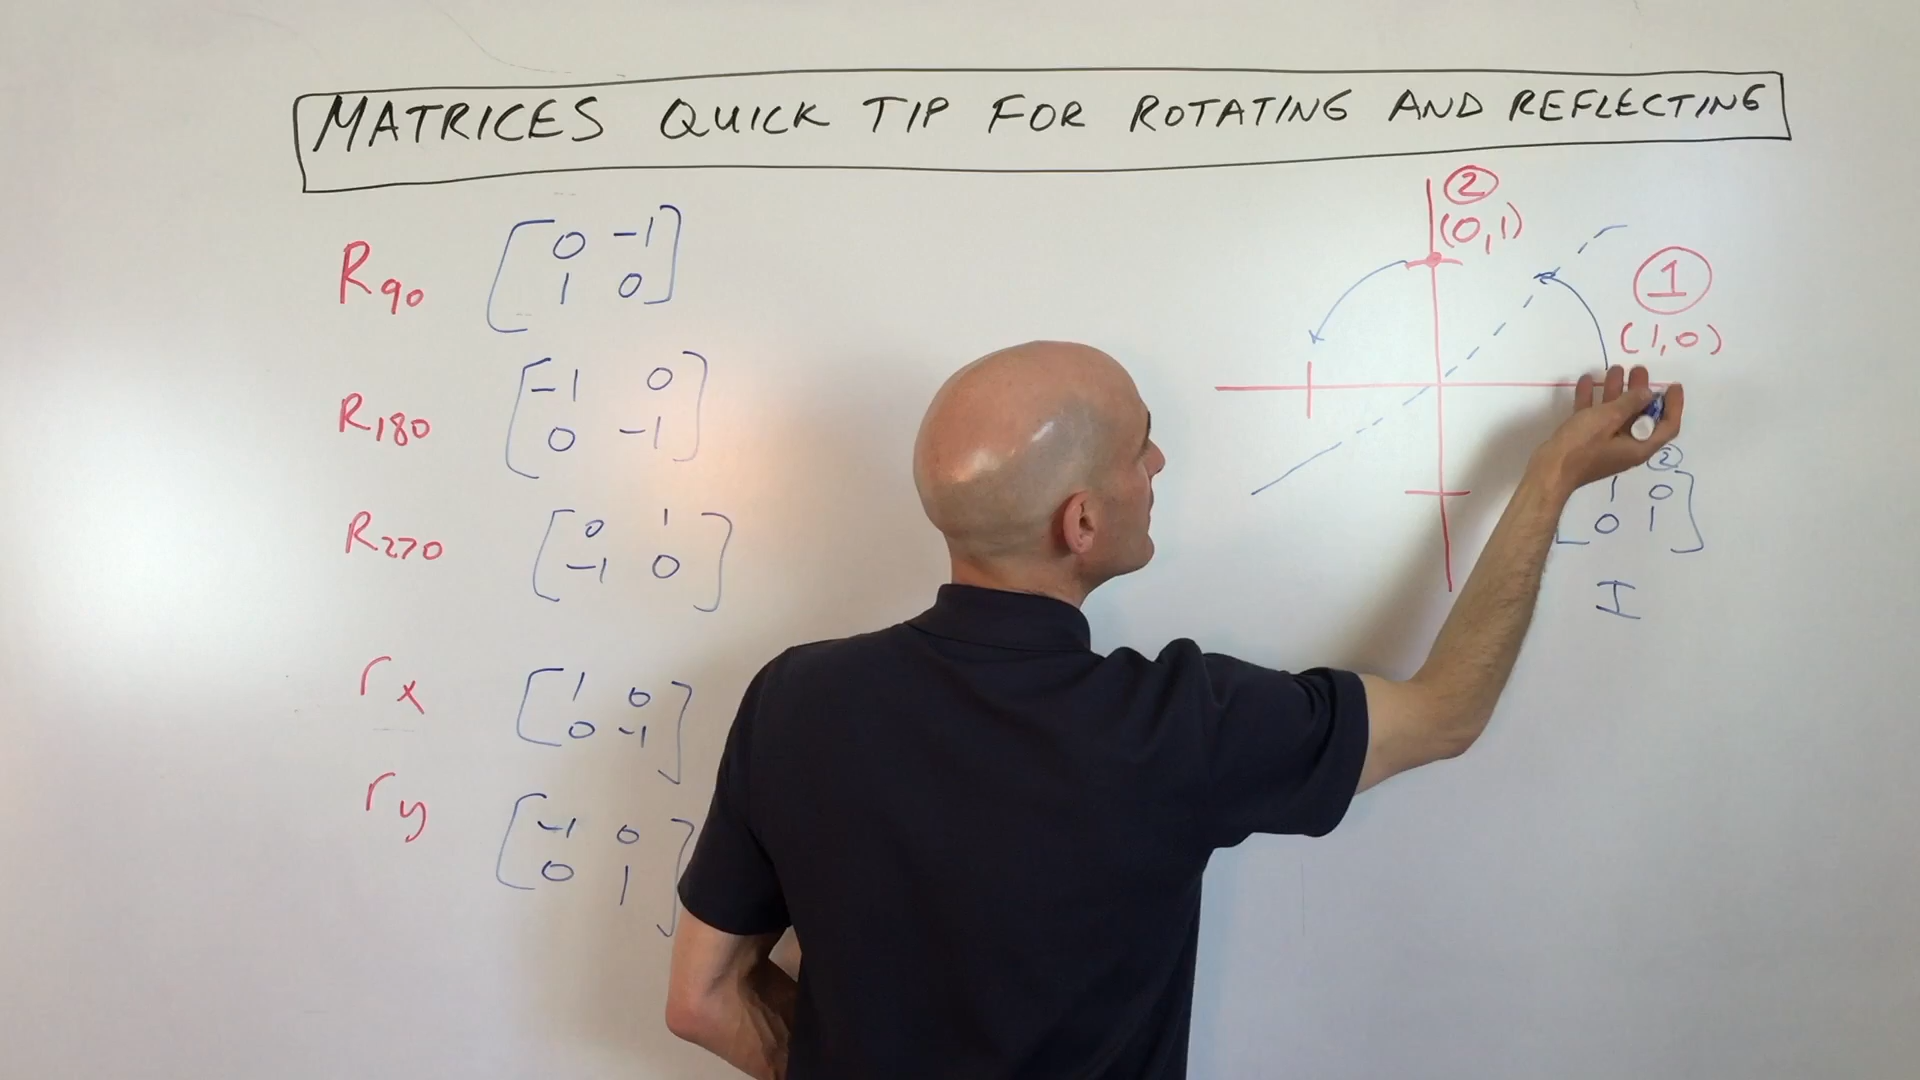 MATRICES QUICK TIP FOR ROTATING AND REFLECTING
R90 [0 -1
1 0]
R180 [-1 0
0 -1]
R270 [0 1
-1 0]
rx [1 0
0 -1]
ry [-1 0
0 1]
2
(0,1)
1
(1,0)
2
1 0
0 1]
I